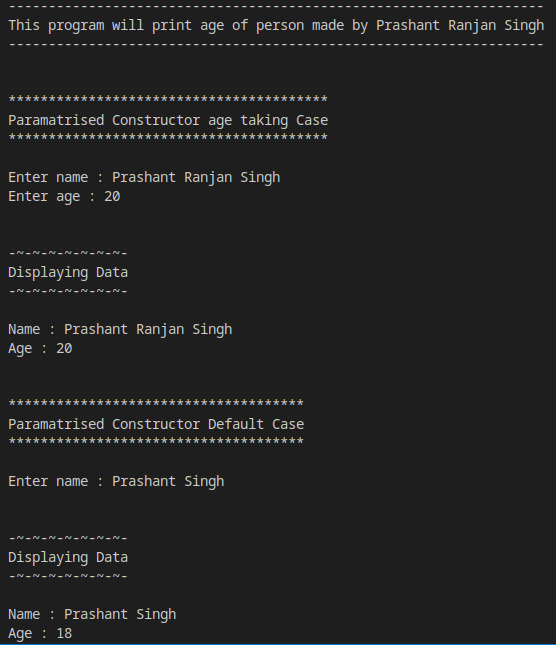 -------------------------------------------------------------------
This program will print age of person made by Prashant Ranjan Singh
-------------------------------------------------------------------
****************************************
Paramatrised Constructor age taking Case
****************************************
Enter name : Prashant Ranjan Singh
Enter age : 20
-~-~-~-~-~-~-~-
Displaying Data
-~-~-~-~-~-~-~-
Name : Prashant Ranjan Singh
Age : 20
*************************************
Paramatrised Constructor Default Case
*************************************
Enter name : Prashant Singh
-~-~-~-~-~-~-~-
Displaying Data
-~-~-~-~-~-~-~-
Name : Prashant Singh
Age : 18